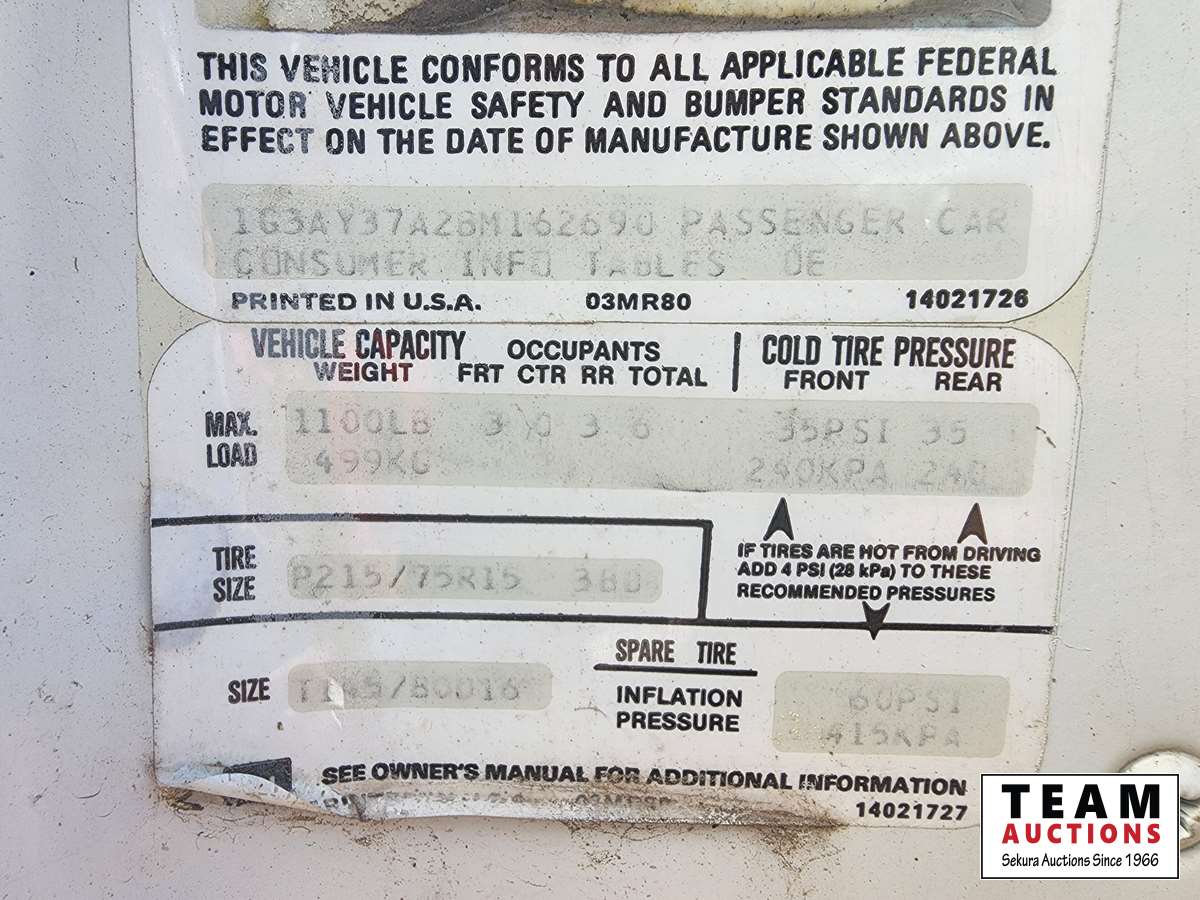 THIS VEHICLE CONFORMS TO ALL APPLICABLE FEDERAL
MOTOR VEHICLE SAFETY AND BUMPER STANDARDS IN
EFFECT ON THE DATE OF MANUFACTURE SHOWN ABOVE.
1G3AY37A2BM162690 PASSENGER CAR
CONSUMER INFO TABLES OE
PRINTED IN U.S.A. 03MR80 14021726
VEHICLE CAPACITY OCCUPANTS COLD TIRE PRESSURE
WEIGHT FRT CTR RR TOTAL FRONT REAR
MAX. LOAD 1100LB 3 0 3 6 35PSI 35
499KG 240KPA 240
IF TIRES ARE HOT FROM DRIVING
ADD 4 PSI (28 kPa) TO THESE
RECOMMENDED PRESSURES
TIRE SIZE P215/75R15
SPARE TIRE
SIZE INFLATION PRESSURE 60PSI
415KPA
SEE OWNER'S MANUAL FOR ADDITIONAL INFORMATION
14021727
TEAM
AUCTIONS
Sekura Auctions Since 1966